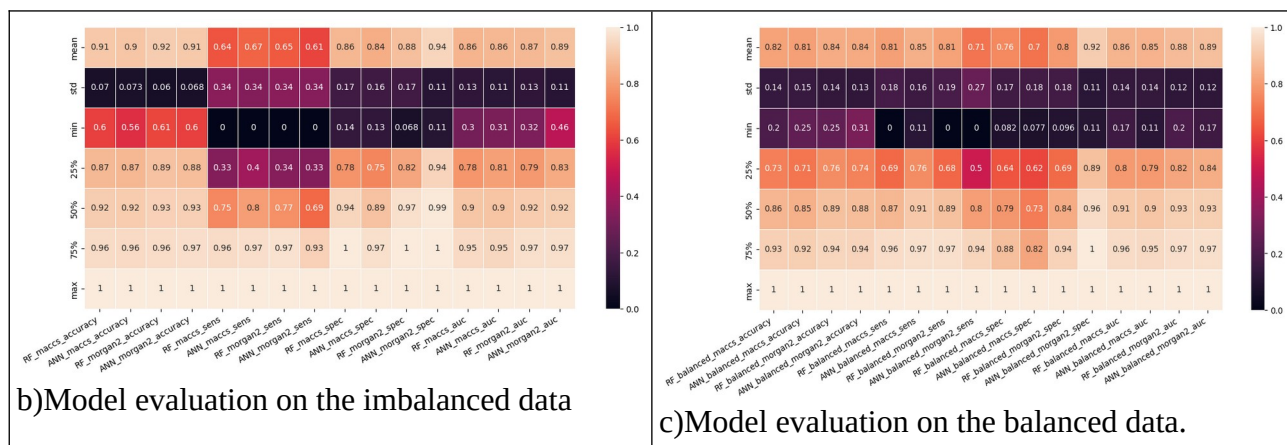 mean 0.91 0.9 0.92 0.91 0.64 0.67 0.65 0.61 0.86 0.84 0.88 0.94 0.86 0.86 0.87 0.89
std 0.07 0.073 0.06 0.068 0.34 0.34 0.34 0.34 0.17 0.16 0.17 0.11 0.13 0.11 0.13 0.11
min 0.6 0.56 0.61 0.6 0 0 0 0 0.14 0.13 0.068 0.11 0.3 0.31 0.32 0.46
25% 0.87 0.87 0.89 0.88 0.33 0.4 0.34 0.33 0.78 0.75 0.82 0.94 0.78 0.81 0.79 0.83
50% 0.92 0.92 0.93 0.93 0.75 0.8 0.77 0.69 0.94 0.89 0.97 0.99 0.9 0.9 0.92 0.92
75% 0.96 0.96 0.96 0.97 0.96 0.97 0.97 0.93 1 0.97 1 1 0.95 0.95 0.97 0.97
max 1 1 1 1 1 1 1 1 1 1 1 1 1 1 1 1
RF_maccs_accuracy
ANN_maccs_accuracy
RF_morgan2_accuracy
ANN_morgan2_accuracy
RF_maccs_sens
ANN_maccs_sens
RF_morgan2_sens
ANN_morgan2_sens
RF_maccs_spec
ANN_maccs_spec
RF_morgan2_spec
ANN_morgan2_spec
RF_maccs_auc
ANN_maccs_auc
RF_morgan2_auc
ANN_morgan2_auc
1.0
0.8
0.6
0.4
0.2
0.0
b)Model evaluation on the imbalanced data
mean 0.82 0.81 0.84 0.84 0.81 0.85 0.81 0.71 0.76 0.7 0.8 0.92 0.86 0.85 0.88 0.89
std 0.14 0.15 0.14 0.13 0.18 0.16 0.19 0.27 0.17 0.18 0.18 0.11 0.14 0.14 0.12 0.12
min 0.2 0.25 0.25 0.31 0 0.11 0 0 0.082 0.077 0.096 0.11 0.17 0.11 0.2 0.17
25% 0.73 0.71 0.76 0.74 0.69 0.76 0.68 0.5 0.64 0.62 0.69 0.89 0.8 0.79 0.82 0.84
50% 0.86 0.85 0.89 0.88 0.87 0.91 0.89 0.8 0.79 0.73 0.84 0.96 0.91 0.9 0.93 0.93
75% 0.93 0.92 0.94 0.94 0.96 0.97 0.97 0.94 0.88 0.82 0.94 1 0.96 0.95 0.97 0.97
max 1 1 1 1 1 1 1 1 1 1 1 1 1 1 1 1
RF_balanced_maccs_accuracy
ANN_balanced_maccs_accuracy
RF_balanced_morgan2_accuracy
ANN_balanced_morgan2_accuracy
RF_balanced_maccs_sens
ANN_balanced_maccs_sens
RF_balanced_morgan2_sens
ANN_balanced_morgan2_sens
RF_balanced_maccs_spec
ANN_balanced_maccs_spec
RF_balanced_morgan2_spec
ANN_balanced_morgan2_spec
RF_balanced_maccs_auc
ANN_balanced_maccs_auc
RF_balanced_morgan2_auc
ANN_balanced_morgan2_auc
1.0
0.8
0.6
0.4
0.2
0.0
c)Model evaluation on the balanced data.